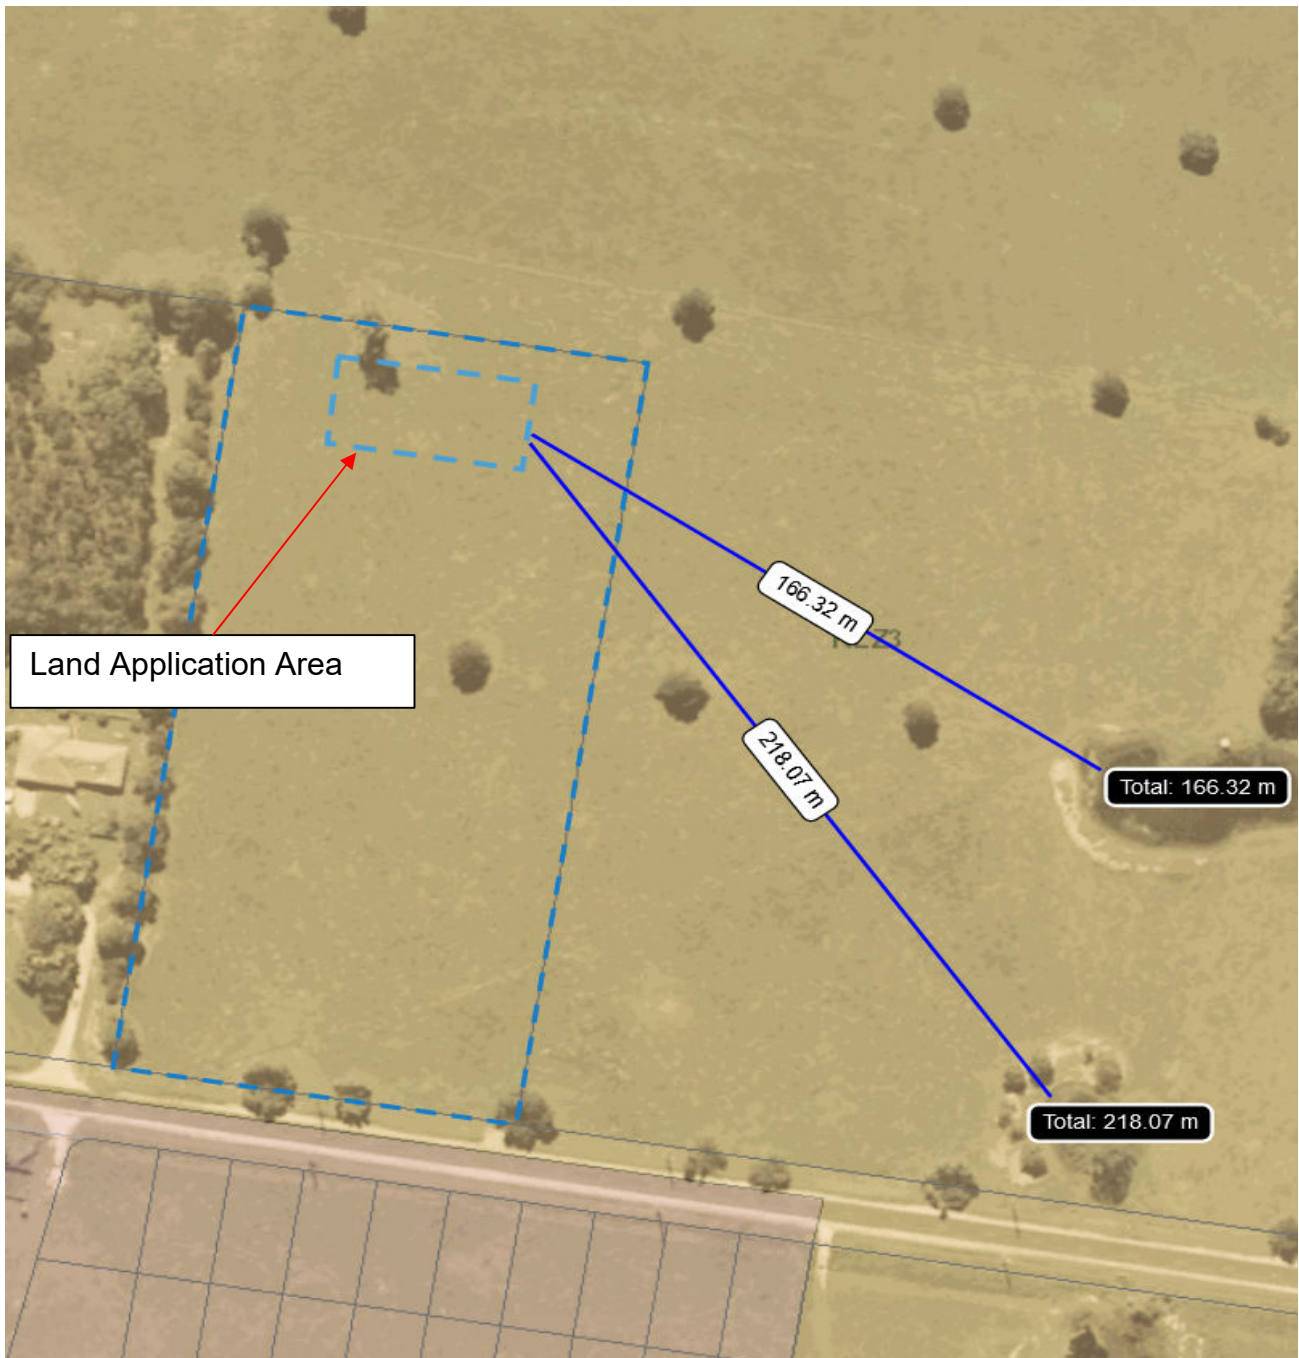 166.32 m
Land Application Area
218.07 m
Total: 166.32 m
Total: 218.07 m